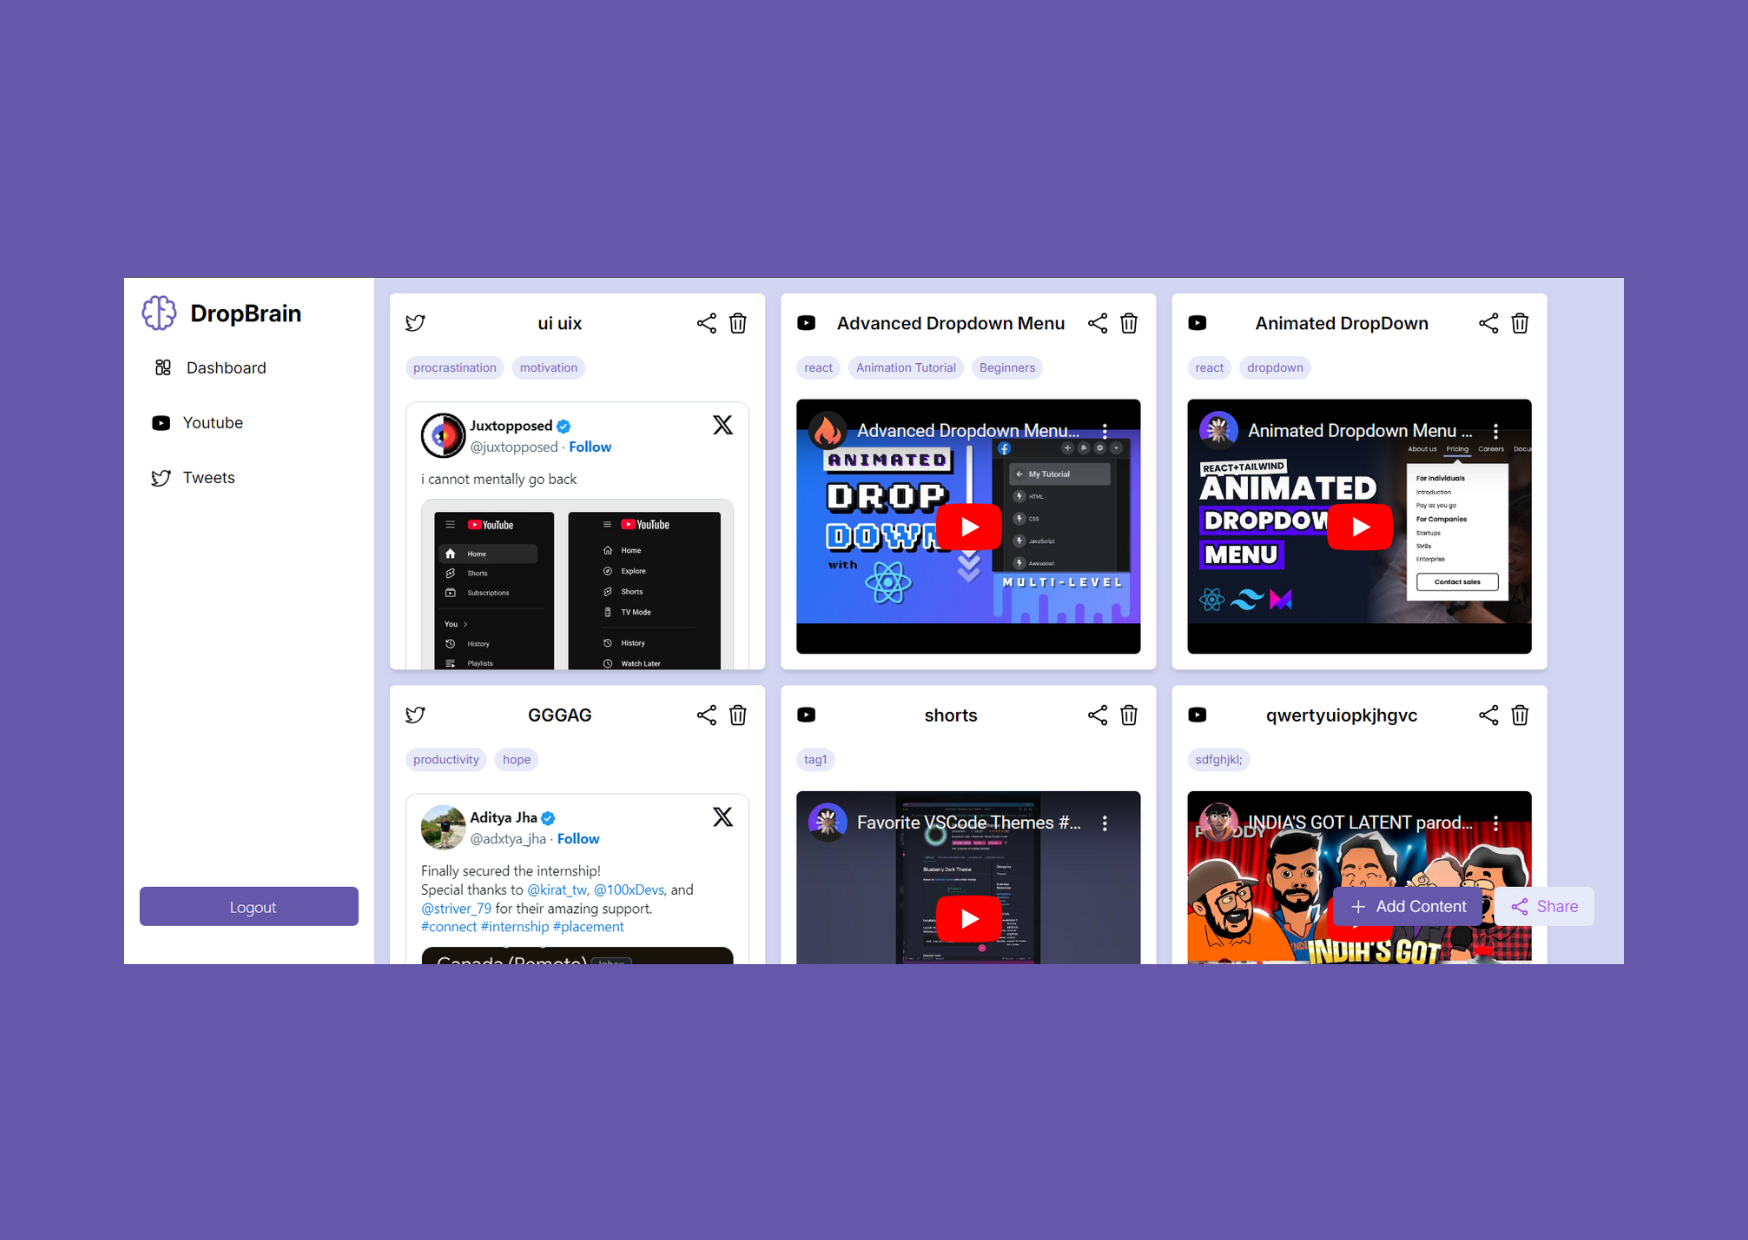 DropBrain
Dashboard
Youtube
Tweets
Logout
ui uix
procrastination
motivation
Juxtopposed
@juxtopposed · Follow
i cannot mentally go back
YouTube
Home
Shorts
Subscriptions
You >
History
Playlists
YouTube
Home
Explore
Shorts
TV Mode
History
Watch Later
Advanced Dropdown Menu
react
Animation Tutorial
Beginners
Advanced Dropdown Menu...
ANIMATED
DROP
DOWN
with
My Tutorial
HTML
CSS
JavaScript
Awesome!
MULTI-LEVEL
Animated DropDown
react
dropdown
Animated Dropdown Menu ...
About us Pricing Careers Docu
REACT+TAILWIND
ANIMATED
MENU
For Individuals
Introduction
Pay as you go
For Companies
Startups
SMBs
Enterprise
Contact sales
GGGAG
productivity
hope
Aditya Jha
@adxtya_jha · Follow
Finally secured the internship!
Special thanks to @kirat_tw, @100xDevs, and
@striver_79 for their amazing support.
#connect #internship #placement
Canada (Remote) Inbox
shorts
tag1
Favorite VSCode Themes #...
Blueberry Dark Theme
qwertyuiopkjhgvc
sdfghjkl;
INDIA'S GOT LATENT parod...
INDIA'S GOT
+ Add Content
Share